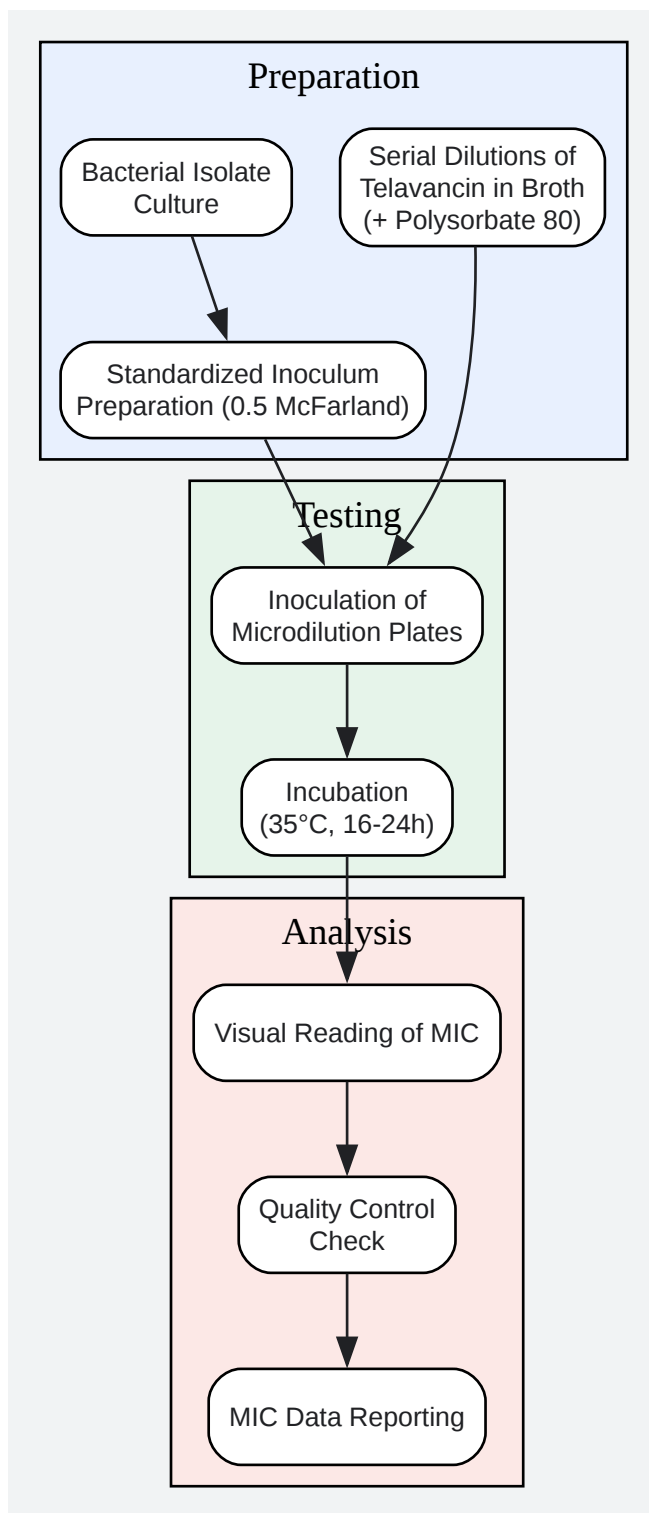 Preparation
Bacterial Isolate
Culture
Serial Dilutions of
Telavancin in Broth
(+ Polysorbate 80)
Standardized Inoculum
Preparation (0.5 McFarland)
Testing
Inoculation of
Microdilution Plates
Incubation
(35°C, 16-24h)
Analysis
Visual Reading of MIC
Quality Control
Check
MIC Data Reporting